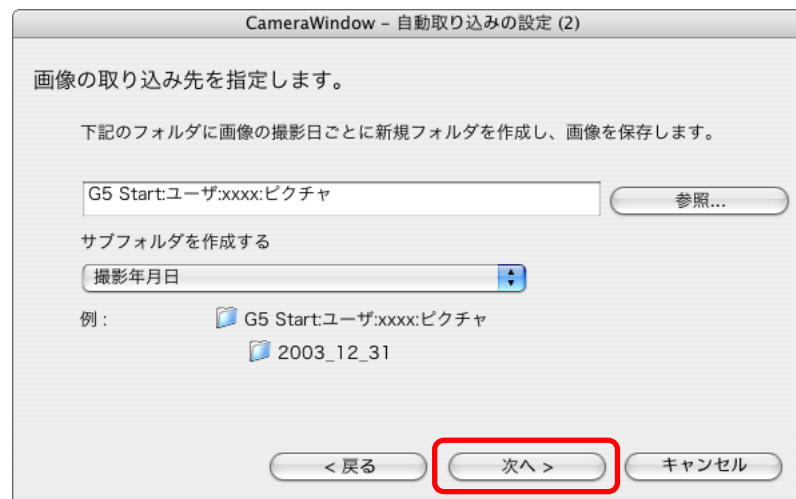 CameraWindow – 自動取り込みの設定 (2)
画像の取り込み先を指定します。
下記のフォルダに画像の撮影日ごとに新規フォルダを作成し、画像を保存します。
G5 Start:ユーザ:xxxx:ピクチャ
参照...
サブフォルダを作成する
撮影年月日
例 : G5 Start:ユーザ:xxxx:ピクチャ
2003_12_31
< 戻る 次へ > キャンセル